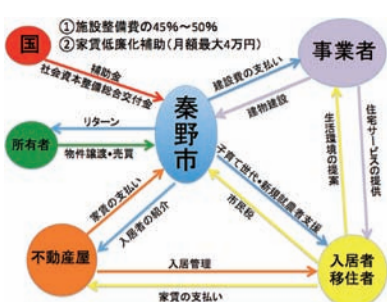 国
①施設整備費の45%～50%
②家賃低廉化補助（月額最大4万円）
補助金
社会資本整備総合交付金
建設費の支払い
建物建設
事業者
秦野市
リターン
所有者
物件譲渡・売買
生活環境の提案
住宅サービスの提供
子育て世代・新規就農者支援
市民税
家賃の支払い
入居者の紹介
不動産屋
入居管理
家賃の支払い
入居者
移住者